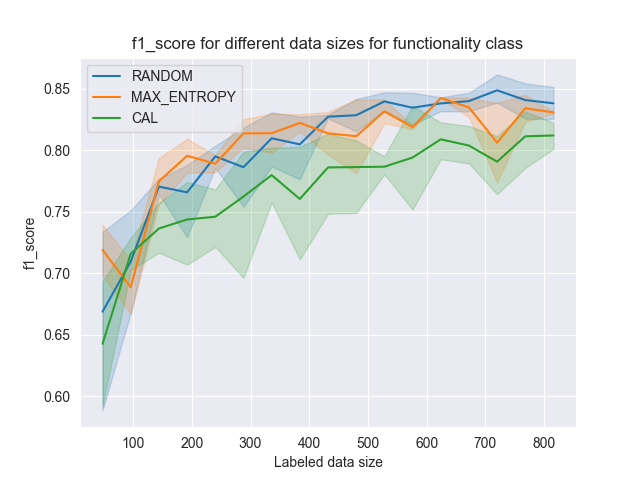 f1_score for different data sizes for functionality class
RANDOM
MAX_ENTROPY
CAL
f1_score
0.85
0.80
0.75
0.70
0.65
0.60
100 200 300 400 500 600 700 800
Labeled data size